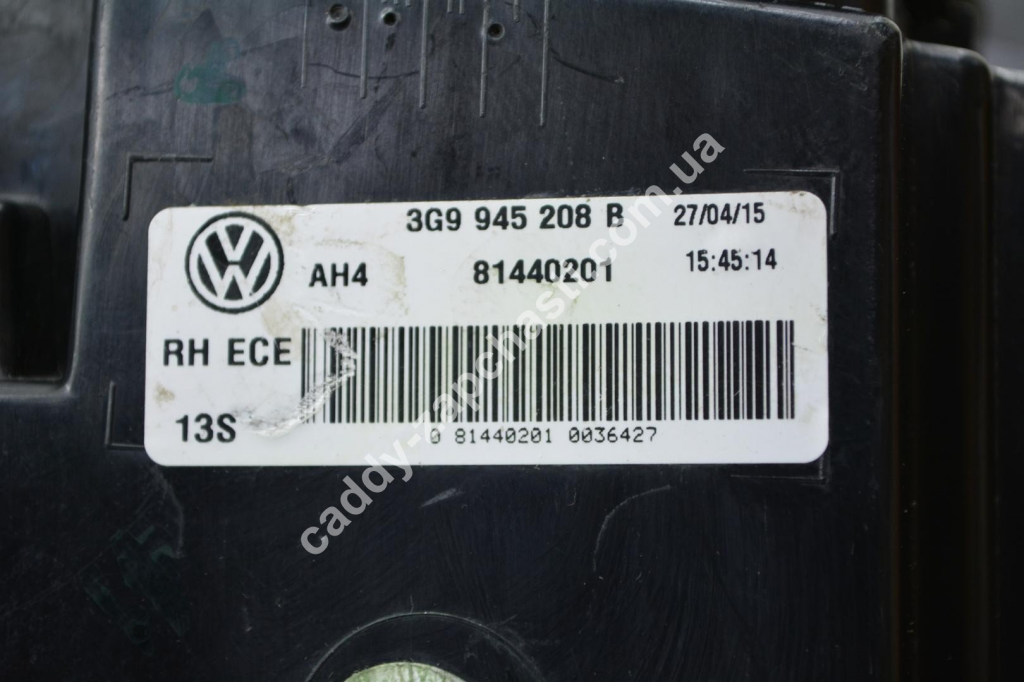 3G9 945 208 B 27/04/15
AH4 81440201 15:45:14
RH ECE
13S
0 81440201 0036427
caddy-zapchast.com.ua